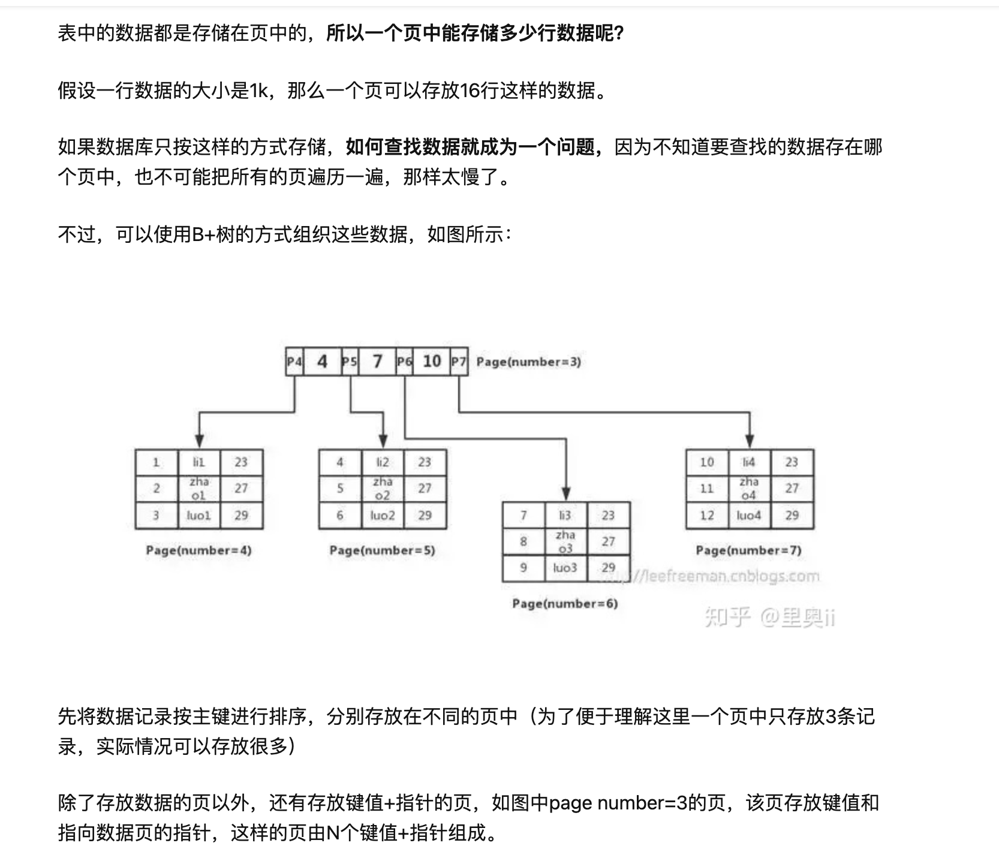 表中的数据都是存储在页中的，所以一个页中能存储多少行数据呢？
假设一行数据的大小是1k，那么一个页可以存放16行这样的数据。
如果数据库只按这样的方式存储，如何查找数据就成为一个问题，因为不知道要查找的数据存在哪
个页中，也不可能把所有的页遍历一遍，那样太慢了。
不过，可以使用B+树的方式组织这些数据，如图所示：
P4 4 P5 7 P6 10 P7 Page(number=3)
1 li1 23
2 zha
o1 27
3 luo1 29
Page(number=4)
4 li2 23
5 zha
o2 27
6 luo2 29
Page(number=5)
7 li3 23
8 zha
o3 27
9 luo3 29
Page(number=6)
10 li4 23
11 zha
o4 27
12 luo4 29
Page(number=7)
//leefreeman.cnblogs.com
知乎 @里奥ii
先将数据记录按主键进行排序，分别存放在不同的页中（为了便于理解这里一个页中只存放3条记
录，实际情况可以存放很多）
除了存放数据的页以外，还有存放键值+指针的页，如图中page number=3的页，该页存放键值和
指向数据页的指针，这样的页由N个键值+指针组成。